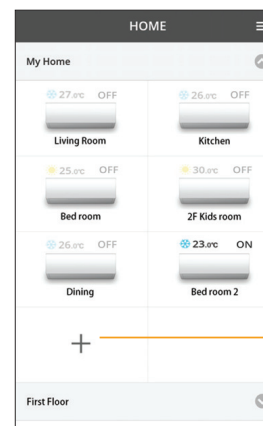 HOME
My Home
27.0℃ OFF 26.0℃ OFF
Living Room Kitchen
25.0℃ OFF 30.0℃ OFF
Bed room 2F Kids room
26.0℃ OFF 23.0℃ ON
Dining Bed room 2
+
First Floor